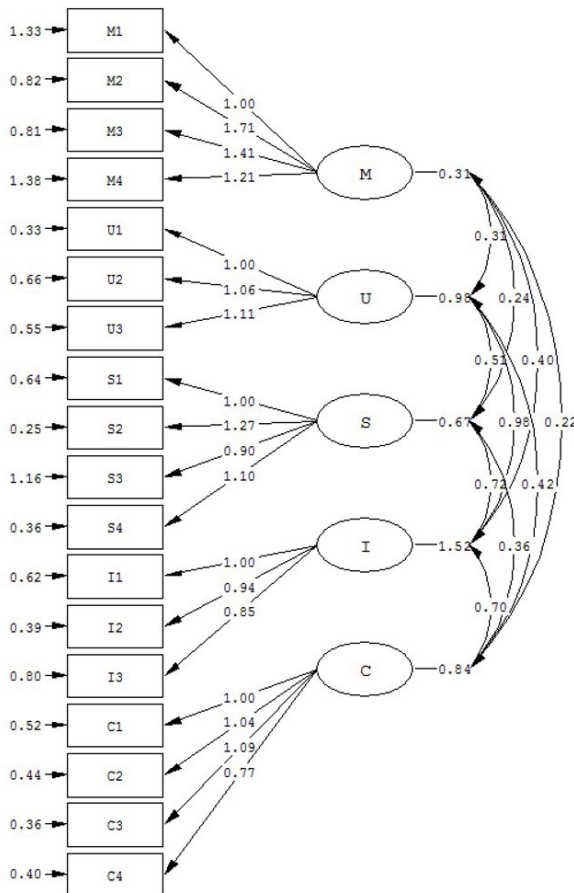 1.33 M1
0.82 M2
0.81 M3
1.38 M4
0.33 U1
0.66 U2
0.55 U3
0.64 S1
0.25 S2
1.16 S3
0.36 S4
0.62 I1
0.39 I2
0.80 I3
0.52 C1
0.44 C2
0.36 C3
0.40 C4
1.00
1.71
1.41
1.21
1.00
1.06
1.11
1.00
1.27
0.90
1.10
1.00
0.94
0.85
1.00
1.04
1.09
0.77
M 0.31
U 0.98
S 0.67
I 1.52
C 0.84
0.31
0.24
0.51 0.40
0.98 0.22
0.72 0.42
0.36
0.70